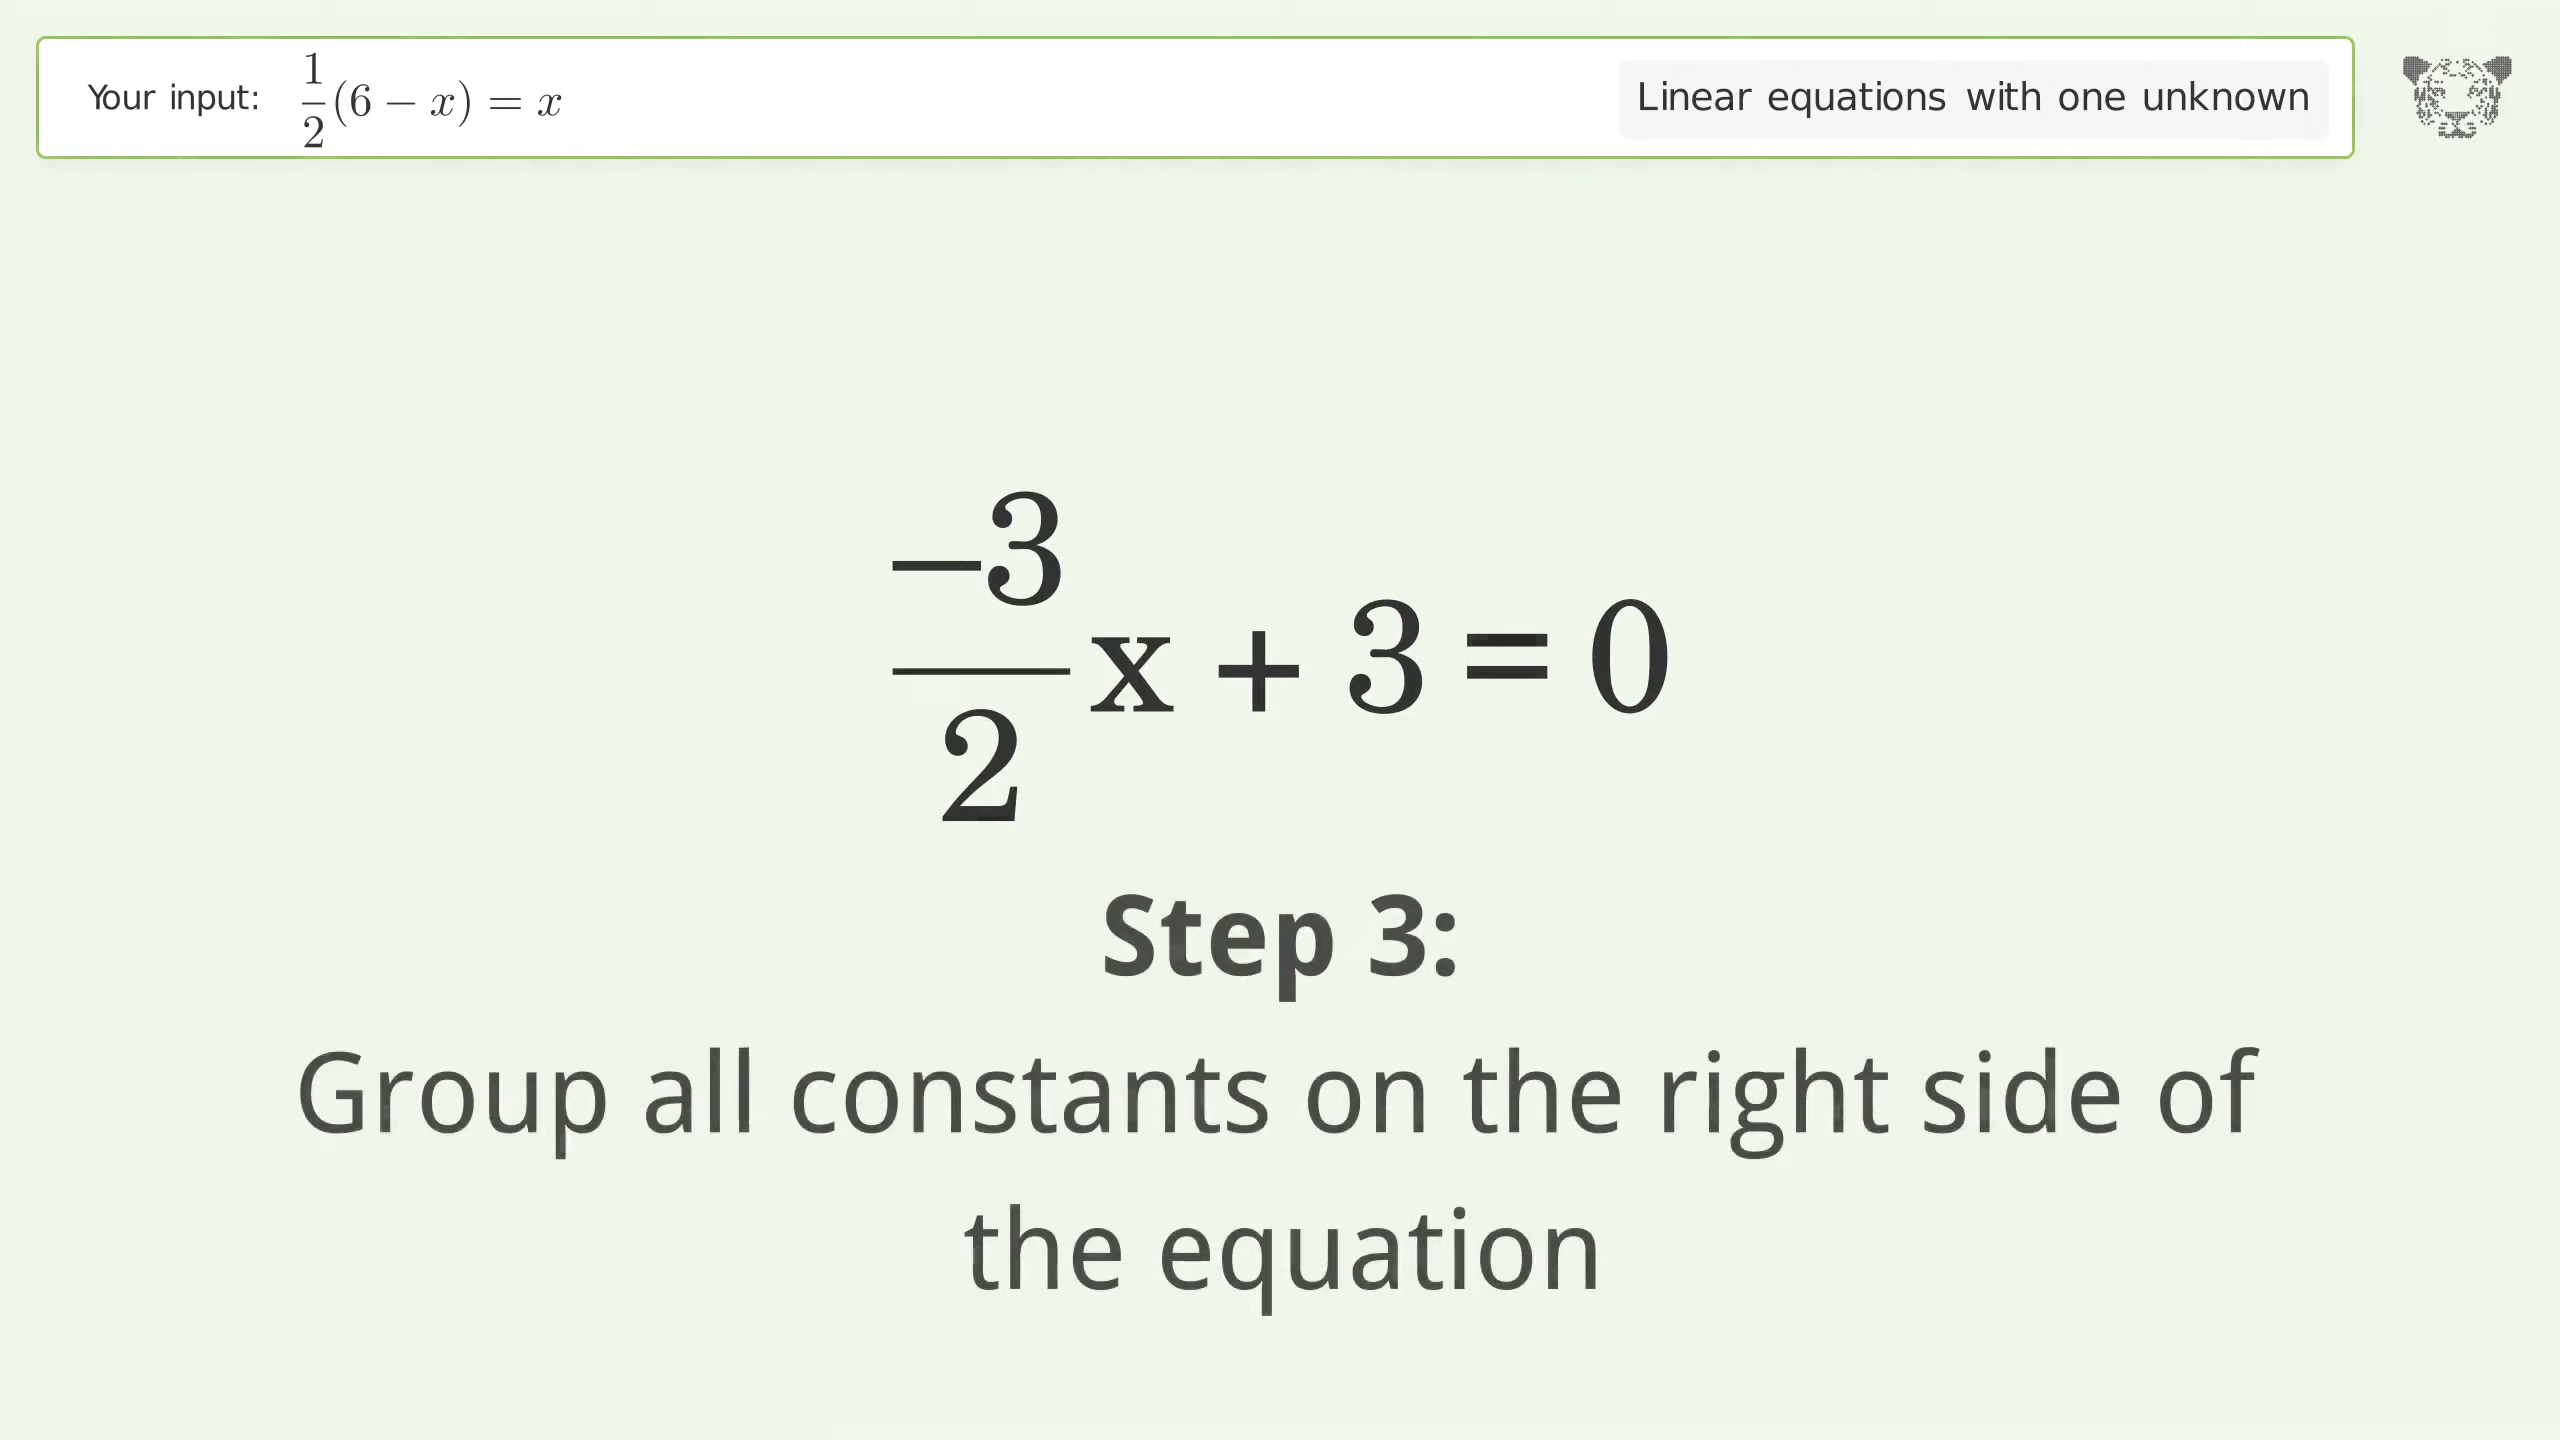 Your input: 1/2(6 − x) = x
Linear equations with one unknown
−3/2 x + 3 = 0
Step 3:
Group all constants on the right side of
the equation